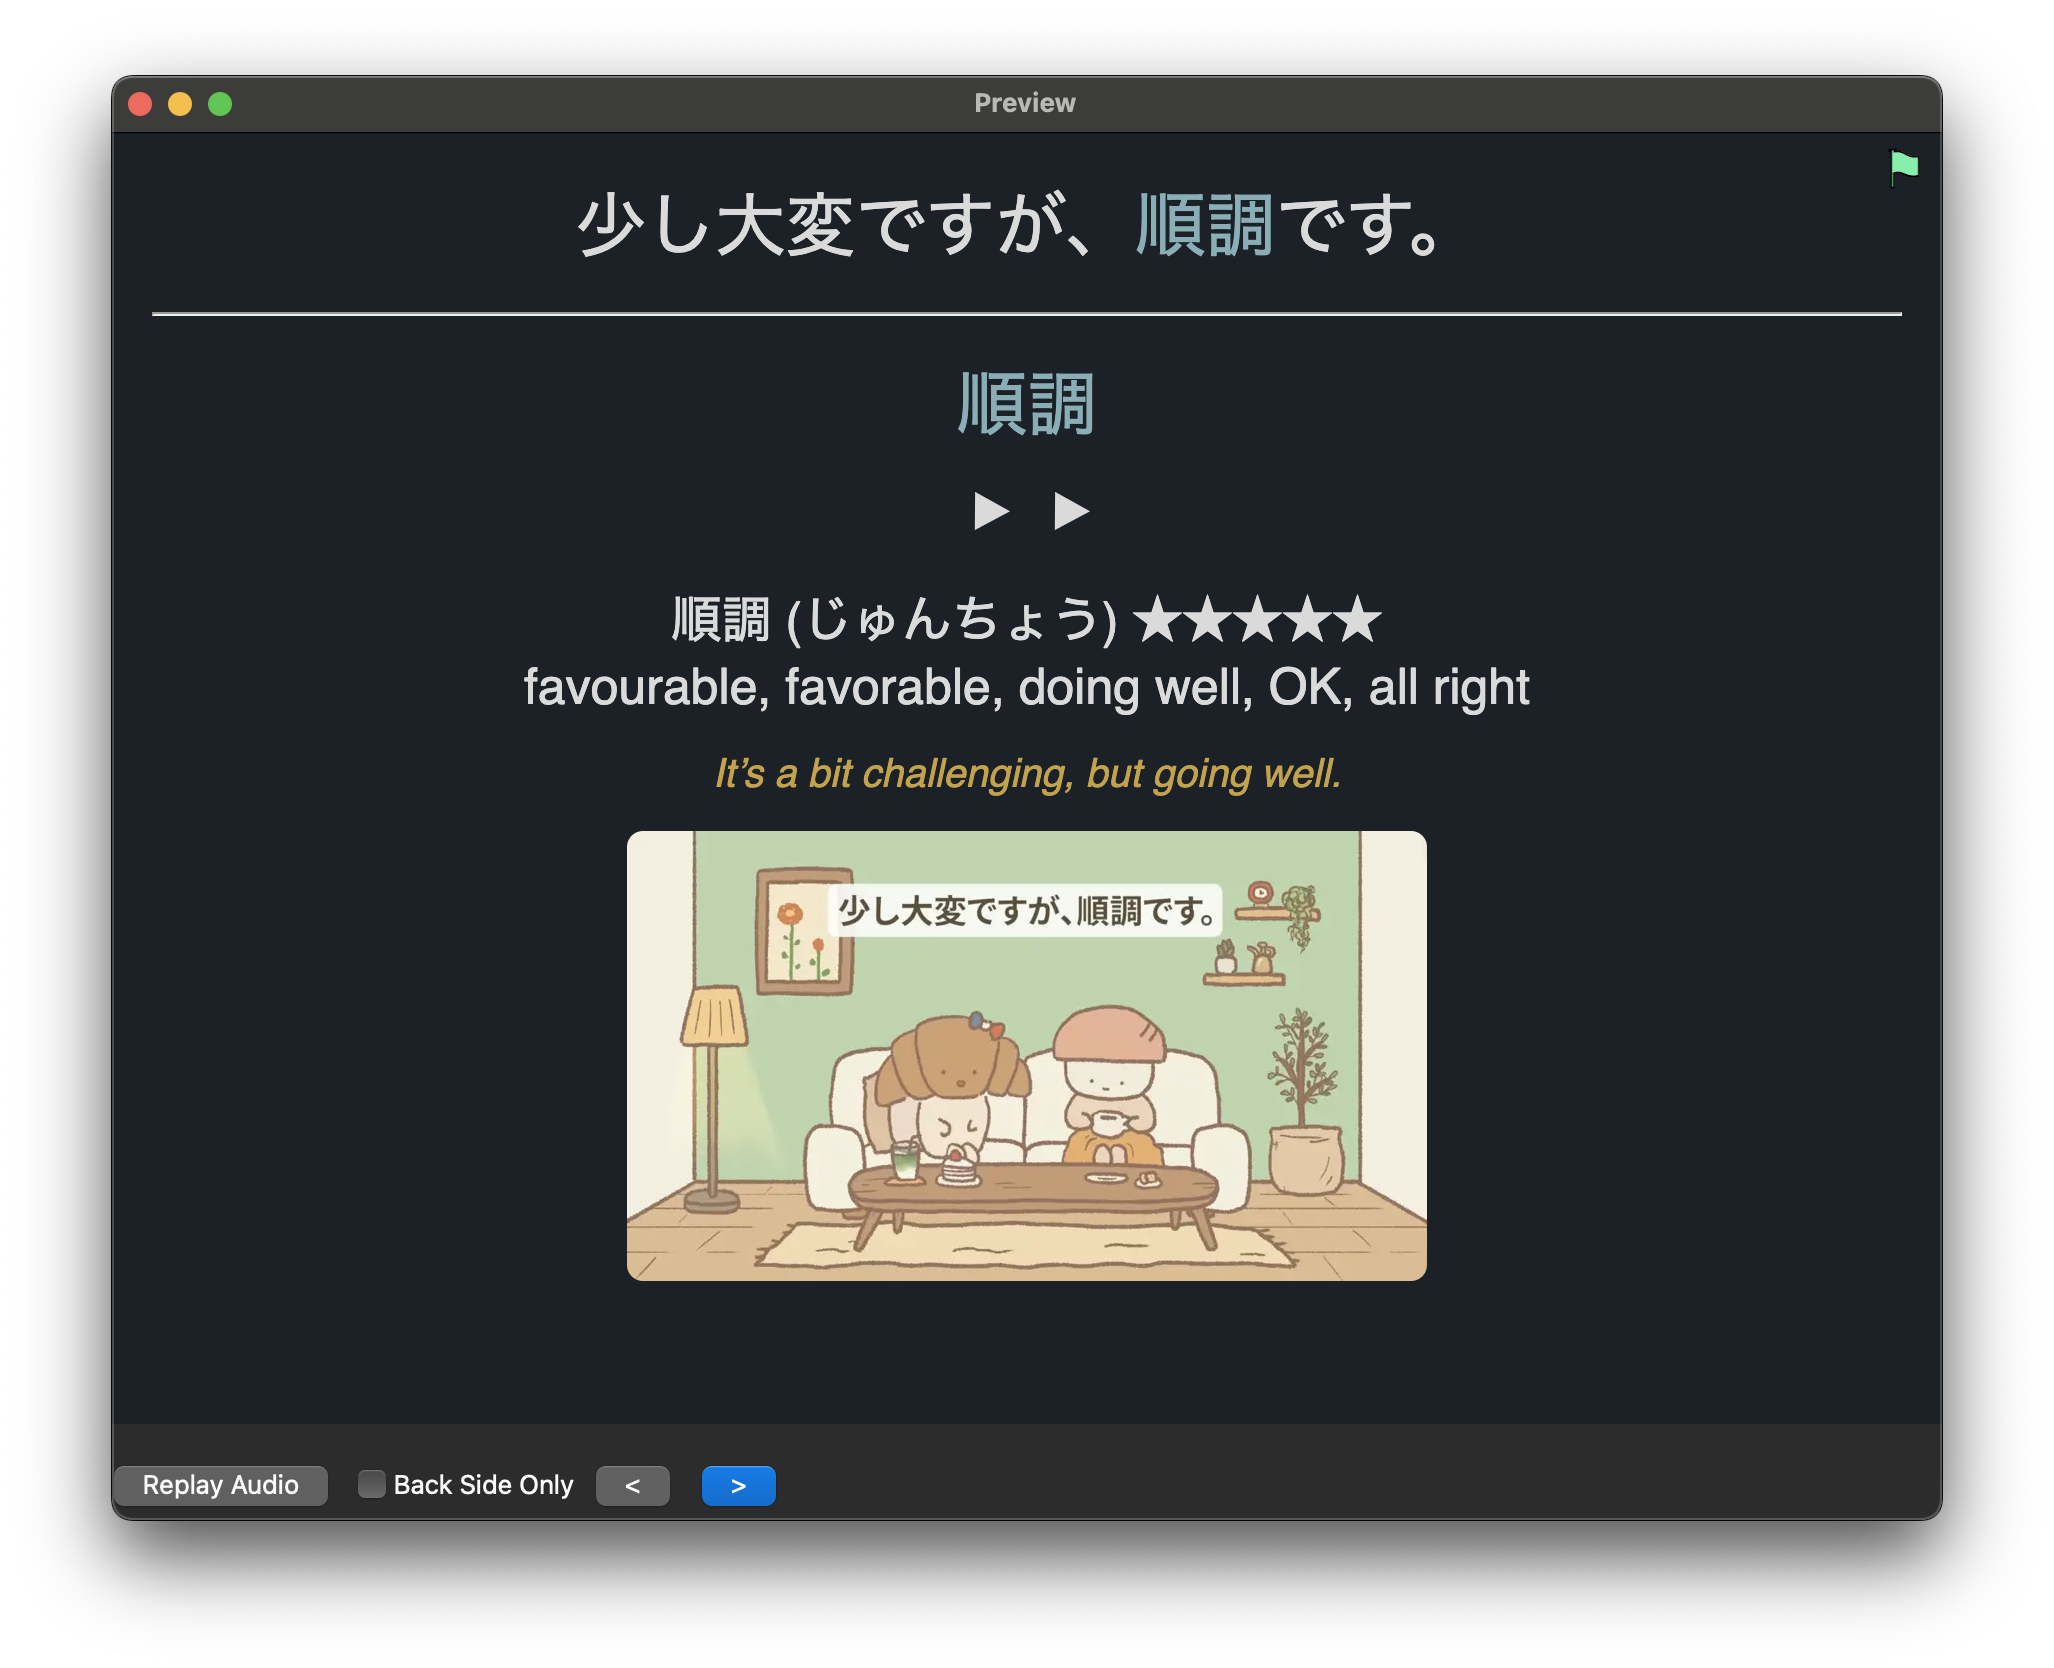 Preview
少し大変ですが、順調です。
順調
順調 (じゅんちょう) ★★★★★
favourable, favorable, doing well, OK, all right
It’s a bit challenging, but going well.
少し大変ですが、順調です。
Replay Audio
Back Side Only
<
>